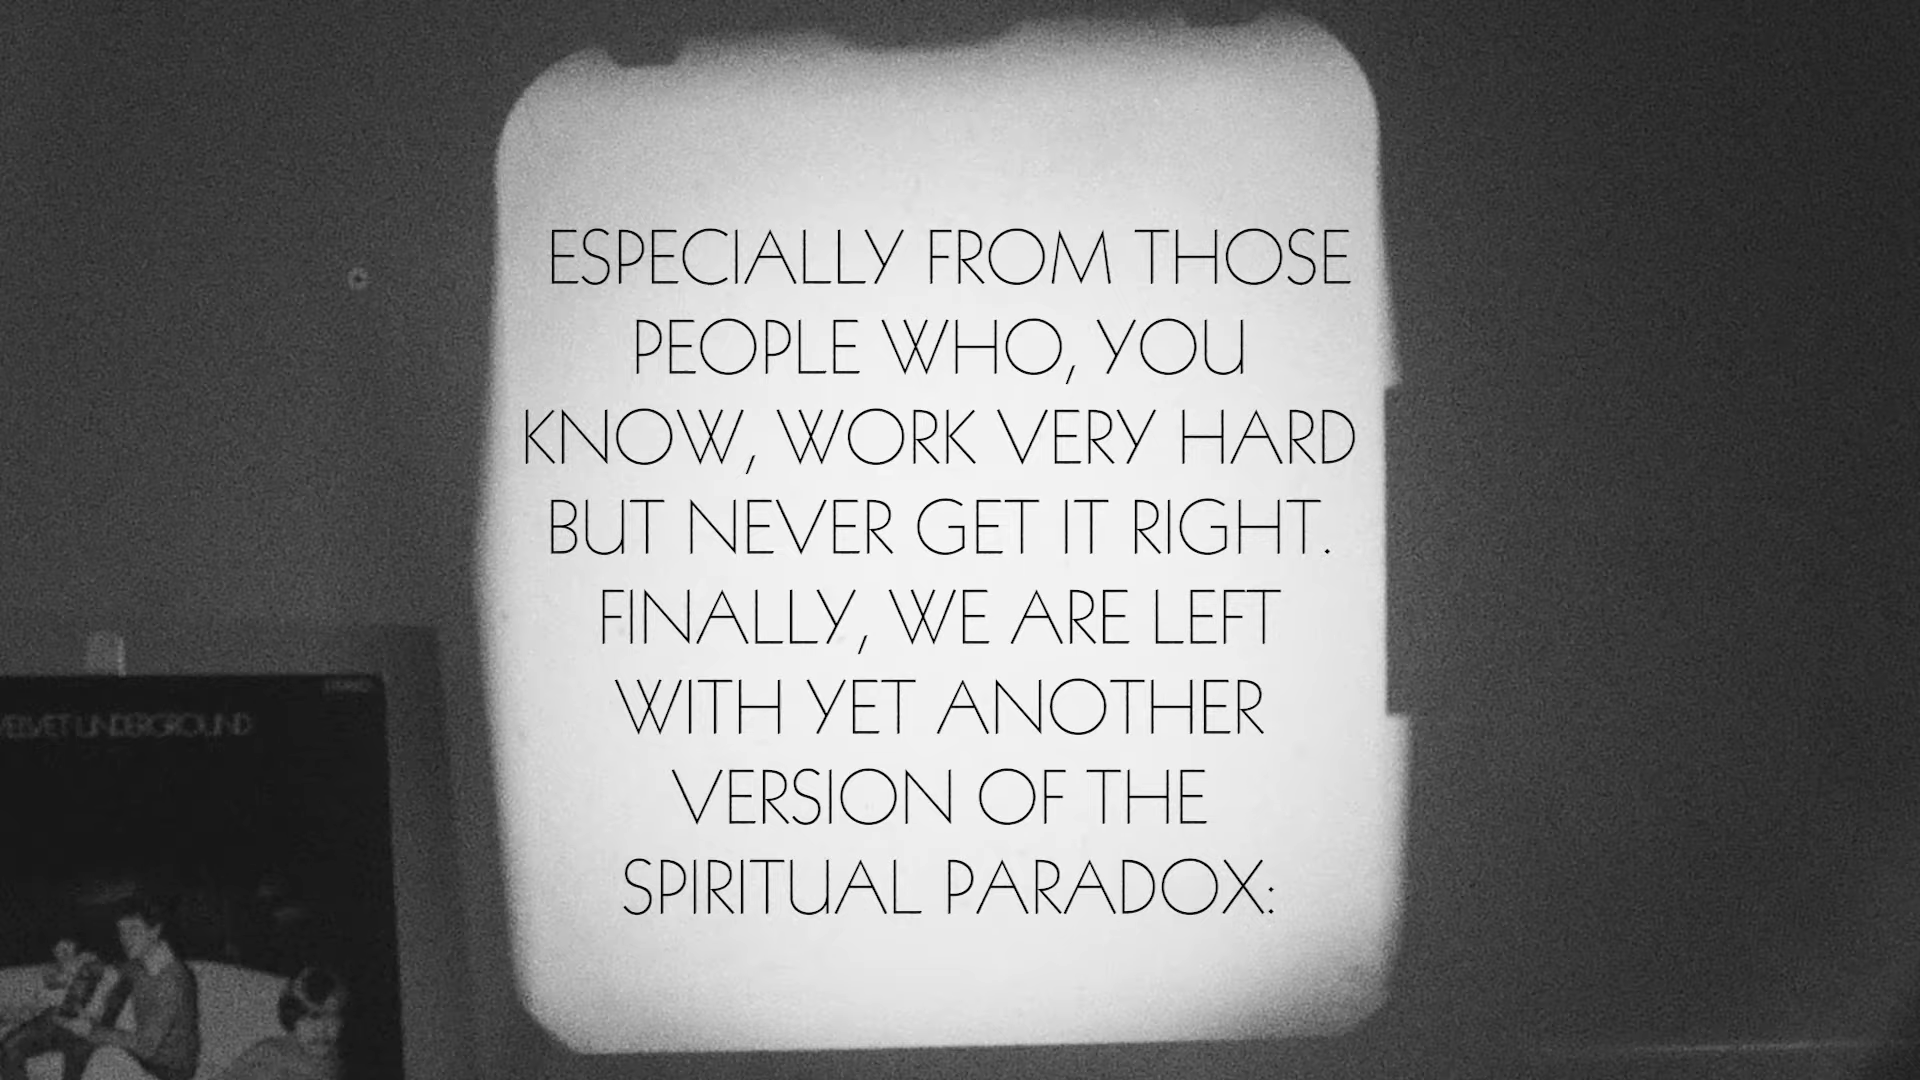 ESPECIALLY FROM THOSE
PEOPLE WHO, YOU
KNOW, WORK VERY HARD
BUT NEVER GET IT RIGHT.
FINALLY, WE ARE LEFT
WITH YET ANOTHER
VERSION OF THE
SPIRITUAL PARADOX:
VELVET UNDERGROUND